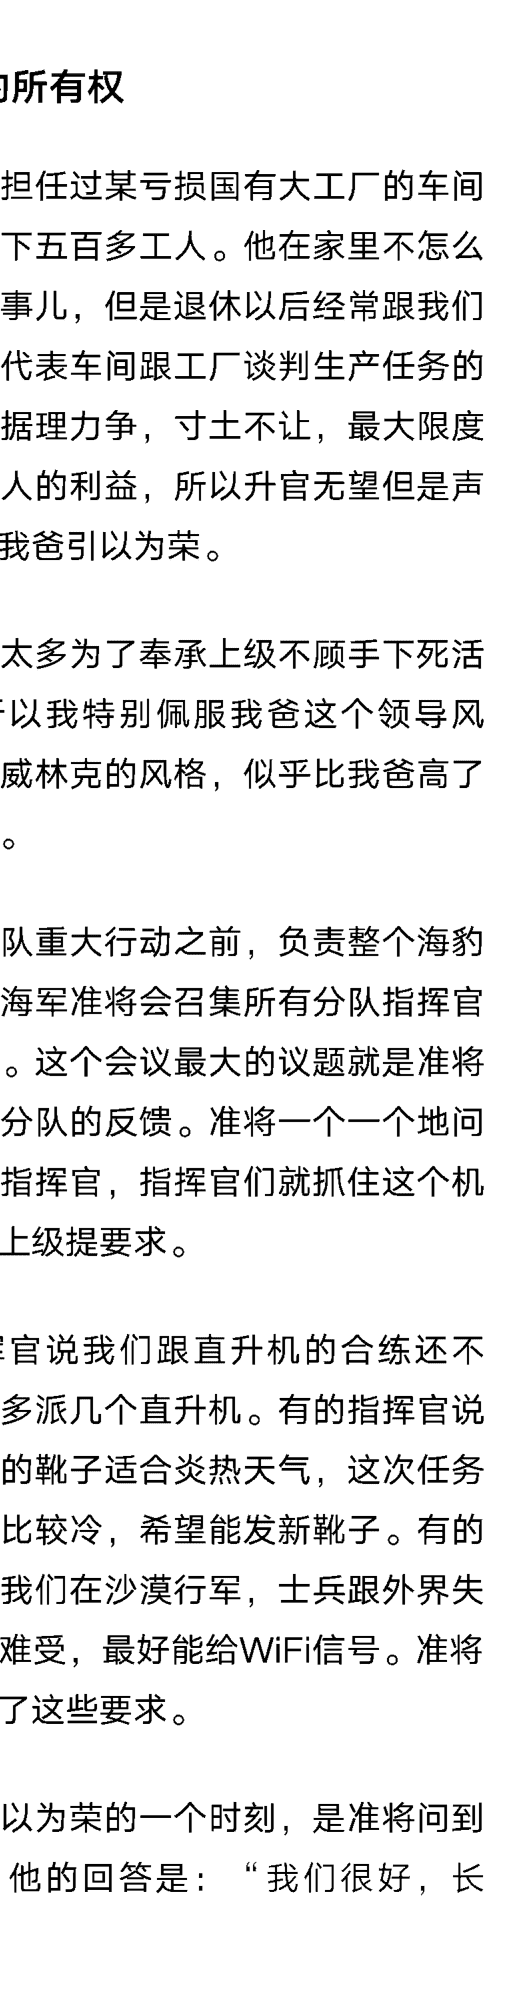 所有权
担任过某亏损国有大工厂的车间
下五百多工人。他在家里不怎么
事儿，但是退休以后经常跟我们
代表车间跟工厂谈判生产任务的
据理力争，寸土不让，最大限度
人的利益，所以升官无望但是声
我爸引以为荣。
太多为了奉承上级不顾手下死活
以我特别佩服我爸这个领导风
威林克的风格，似乎比我爸高了
。
队重大行动之前，负责整个海豹
海军准将会召集所有分队指挥官
。这个会议最大的议题就是准将
分队的反馈。准将一个一个地问
指挥官，指挥官们就抓住这个机
上级提要求。
官说我们跟直升机的合练还不
多派几个直升机。有的指挥官说
的靴子适合炎热天气，这次任务
比较冷，希望能发新靴子。有的
我们在沙漠行军，士兵跟外界失
难受，最好能给WiFi信号。准将
了这些要求。
以为荣的一个时刻，是准将问到
他的回答是：“我们很好，长